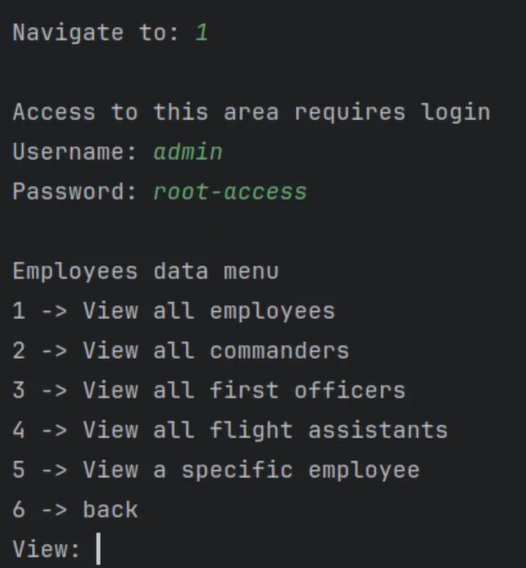 Navigate to: 1
Access to this area requires login
Username: admin
Password: root-access
Employees data menu
1 -> View all employees
2 -> View all commanders
3 -> View all first officers
4 -> View all flight assistants
5 -> View a specific employee
6 -> back
View: